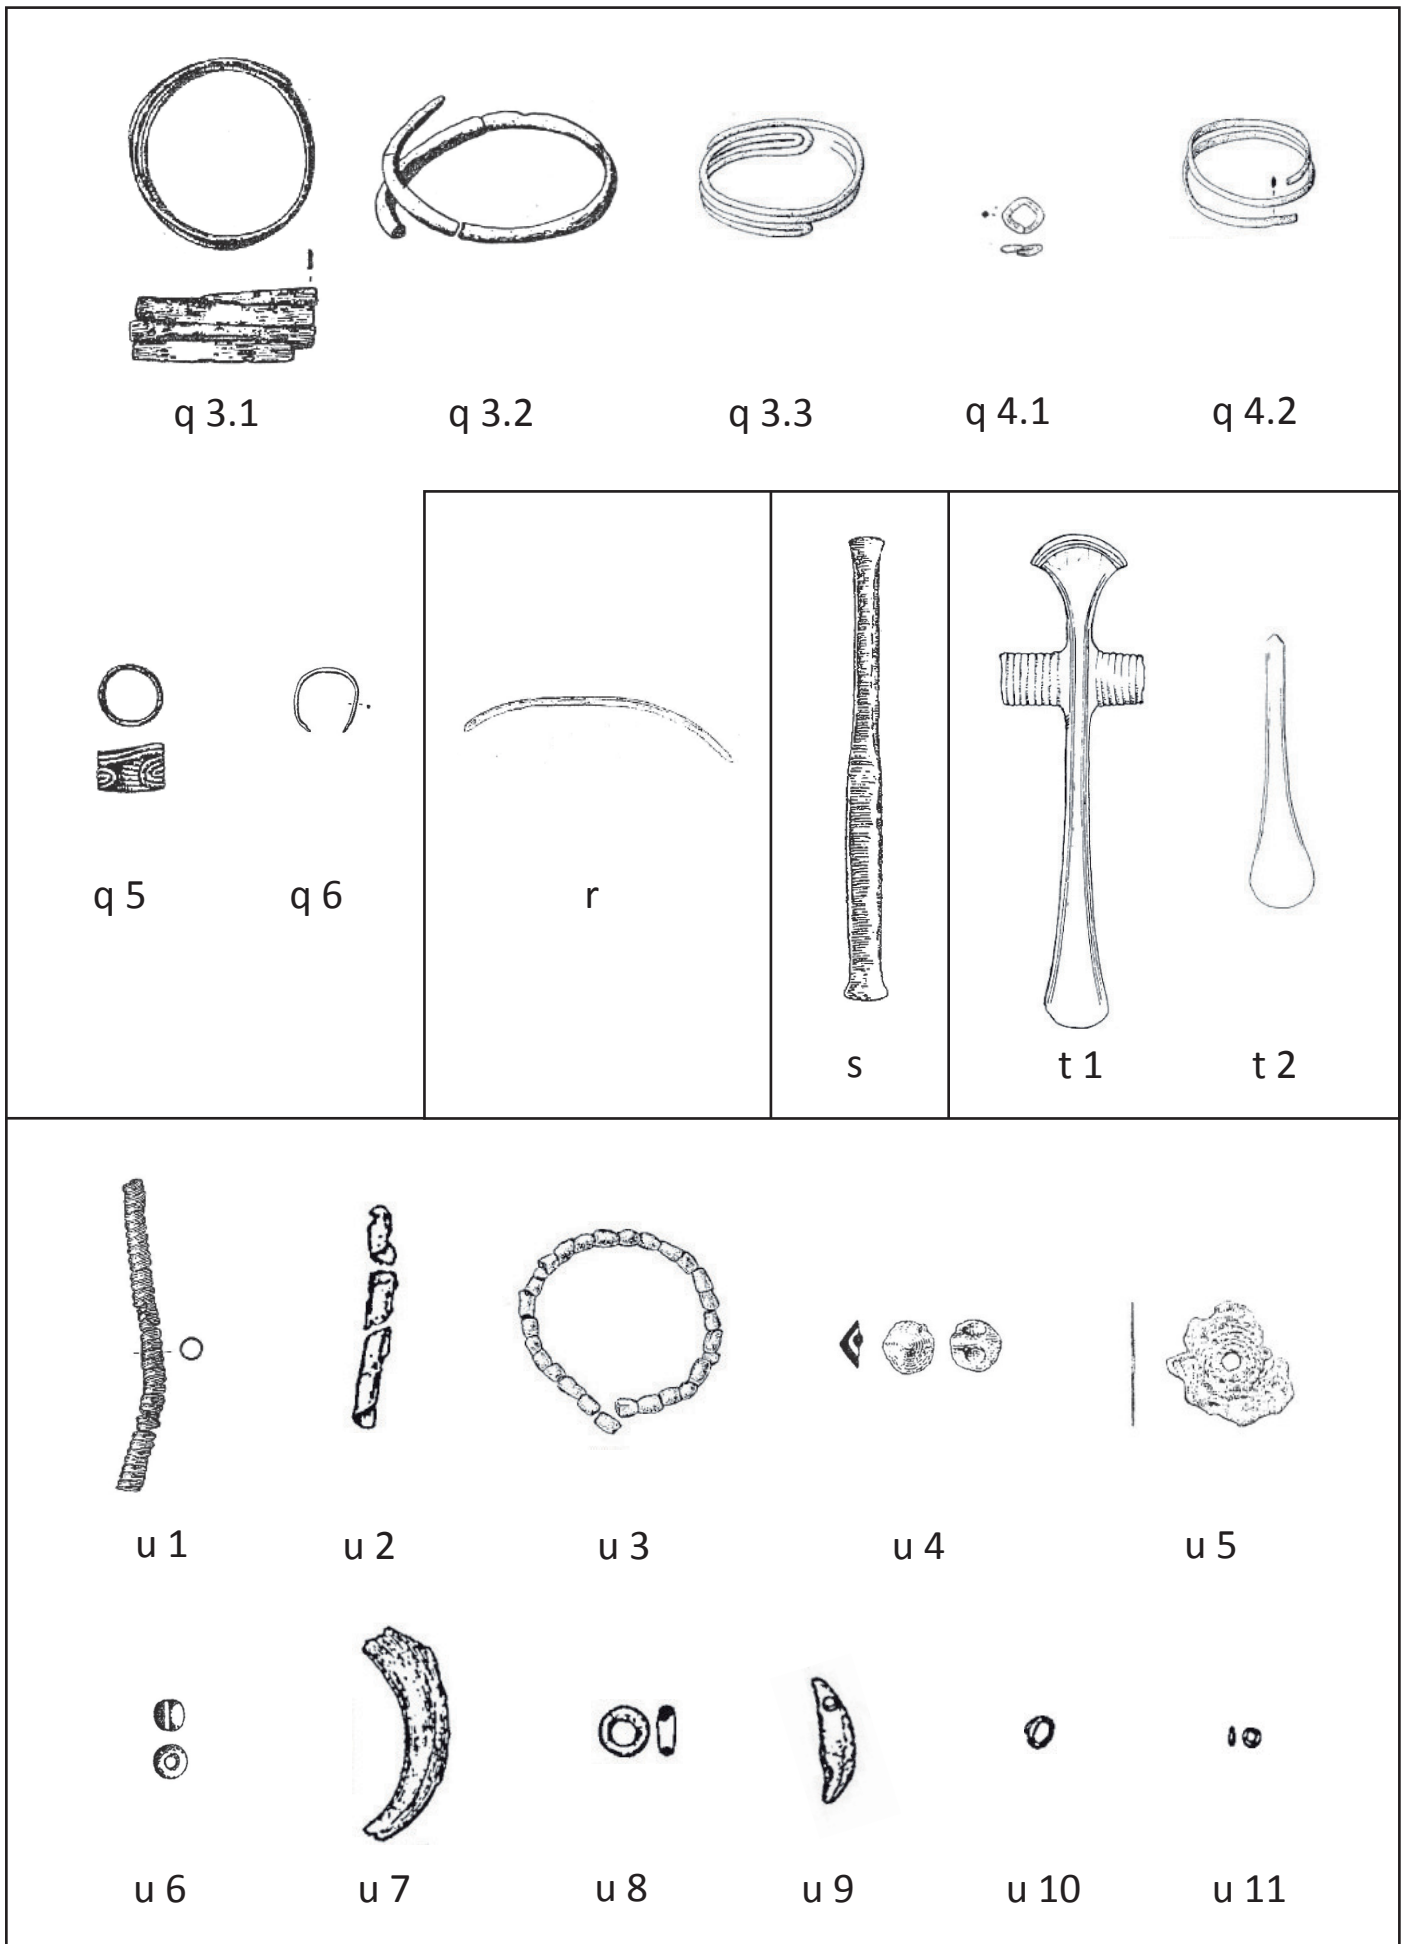 q 3.1 q 3.2 q 3.3 q 4.1 q 4.2
q 5 q 6 r
s t 1 t 2
u 1 u 2 u 3 u 4 u 5
u 6 u 7 u 8 u 9 u 10 u 11